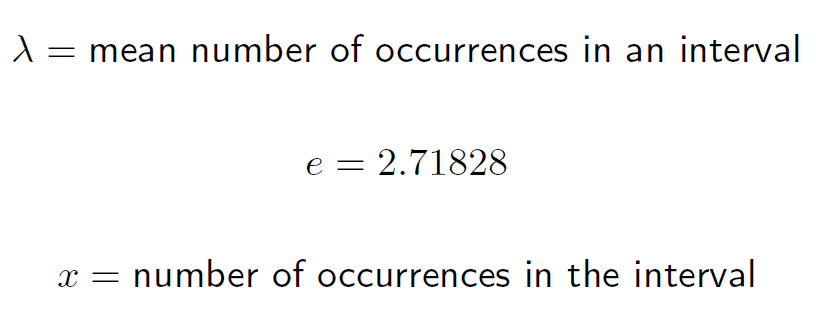 λ = mean number of occurrences in an interval
e = 2.71828
x = number of occurrences in the interval